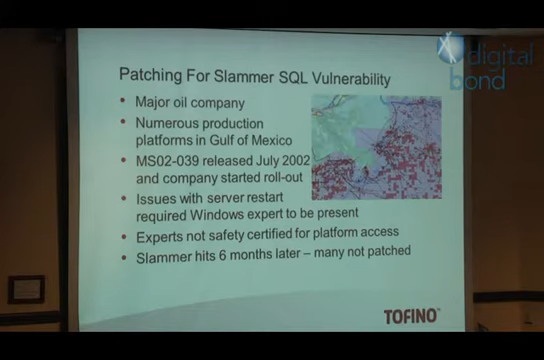 digital
bond
Patching For Slammer SQL Vulnerability
• Major oil company
• Numerous production
platforms in Gulf of Mexico
• MS02-039 released July 2002
and company started roll-out
• Issues with server restart
required Windows expert to be present
• Experts not safety certified for platform access
• Slammer hits 6 months later – many not patched
TOFINO™